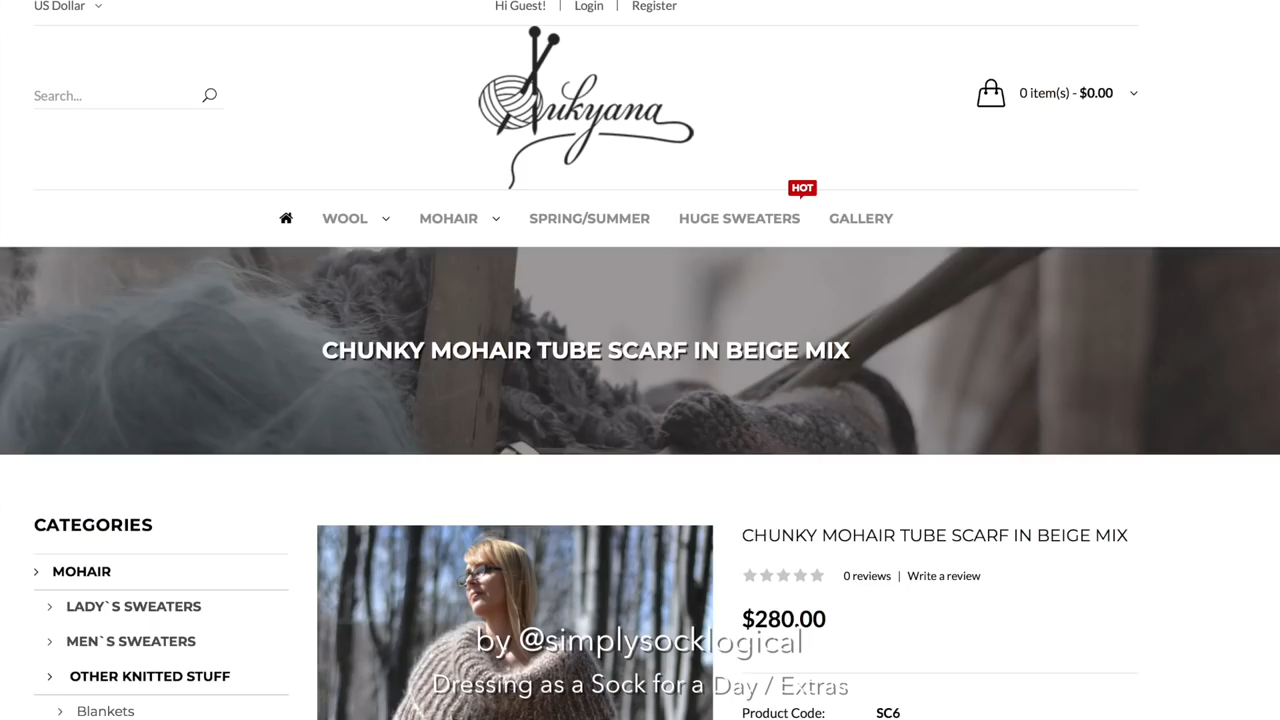 US Dollar
Hi Guest! | Login | Register
Search...
Dukyana
0 item(s) - $0.00
HOT
WOOL MOHAIR SPRING/SUMMER HUGE SWEATERS GALLERY
CHUNKY MOHAIR TUBE SCARF IN BEIGE MIX
CATEGORIES
MOHAIR
LADY`S SWEATERS
MEN`S SWEATERS
OTHER KNITTED STUFF
Blankets
CHUNKY MOHAIR TUBE SCARF IN BEIGE MIX
0 reviews | Write a review
$280.00
Product Code: SC6
by @simplysocklogical
Dressing as a Sock for a Day / Extras